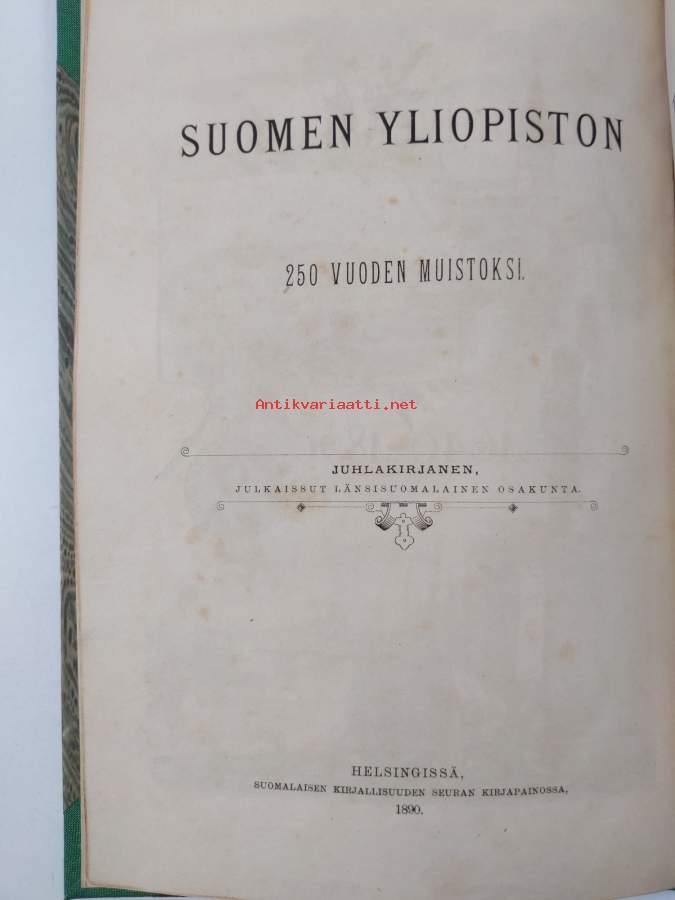 SUOMEN YLIOPISTON
250 VUODEN MUISTOKSI.
Antikvariaatti.net
JUHLAKIRJANEN,
JULKAISSUT LÄNSISUOMALAINEN OSAKUNTA.
HELSINGISSÄ,
SUOMALAISEN KIRJALLISUUDEN SEURAN KIRJAPAINOSSA,
1890.